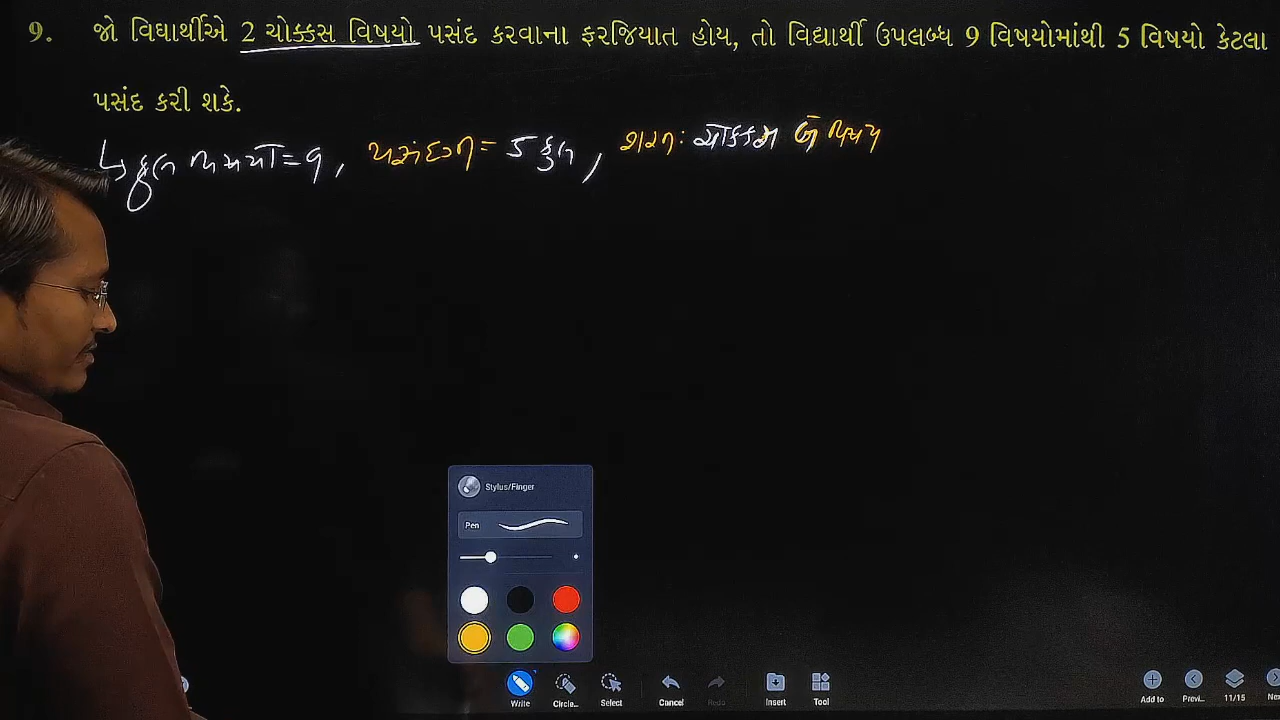 9. જો વિદ્યાર્થીએ 2 ચોક્કસ વિષયો પસંદ કરવાના ફરજિયાત હોય, તો વિદ્યાર્થી ઉપલબ્ધ 9 વિષયોમાંથી 5 વિષયો કેટલા
પસંદ કરી શકે.
↳ કુલ વિષયો = 9, પસંદગી = 5 કુલ, શરત: ચોક્કસ બે વિષય
Stylus/Finger
Pen
Write Circle... Select Cancel Redo Insert Tool Add to Previ... 11/15 Nex